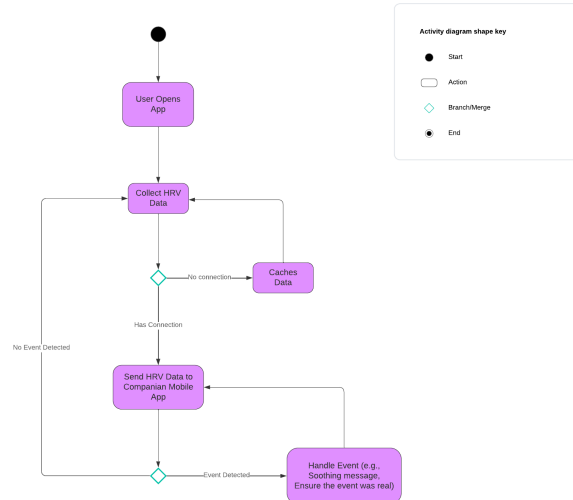 Activity diagram shape key
Start
Action
Branch/Merge
End
User Opens
App
Collect HRV
Data
No connection
Caches
Data
Has Connection
No Event Detected
Send HRV Data to
Companian Mobile
App
Event Detected
Handle Event (e.g.,
Soothing message,
Ensure the event was real)